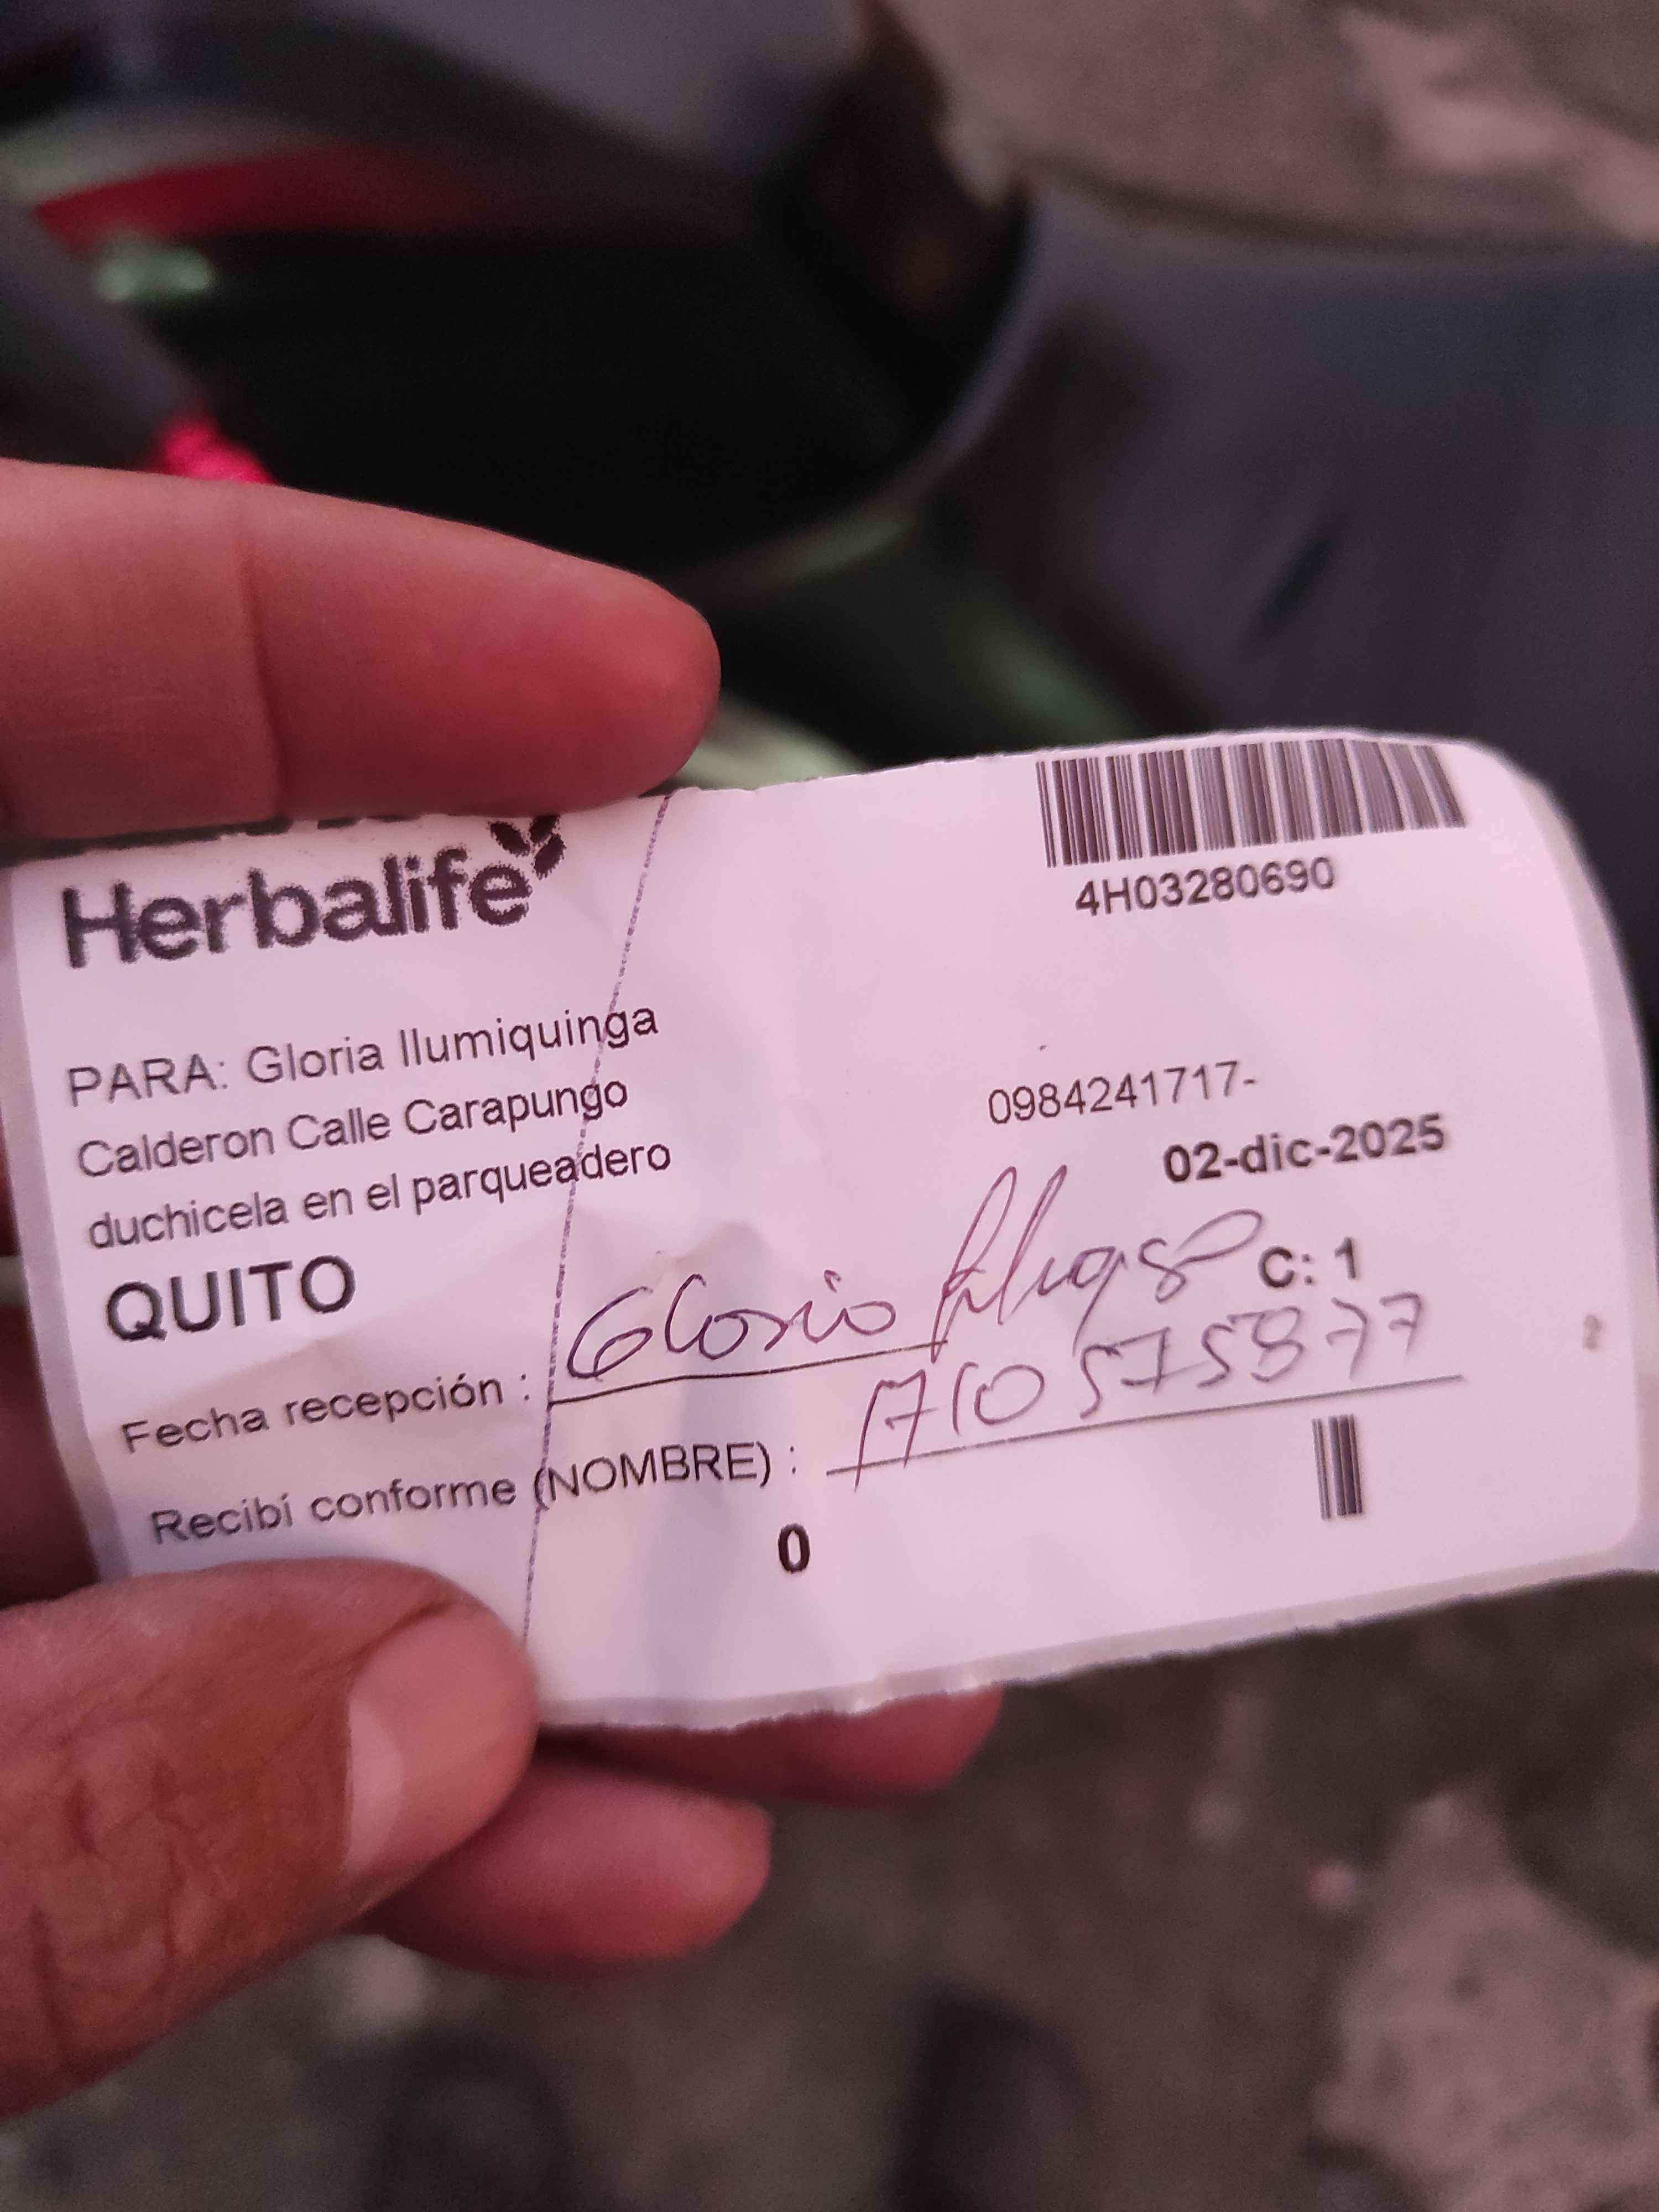 Herbalife
4H03280690
PARA: Gloria Ilumiquinga
Calderon Calle Carapungo
duchicela en el parqueadero
0984241717-
02-dic-2025
QUITO
C: 1
Fecha recepción : Gloria
Recibí conforme (NOMBRE) :
0